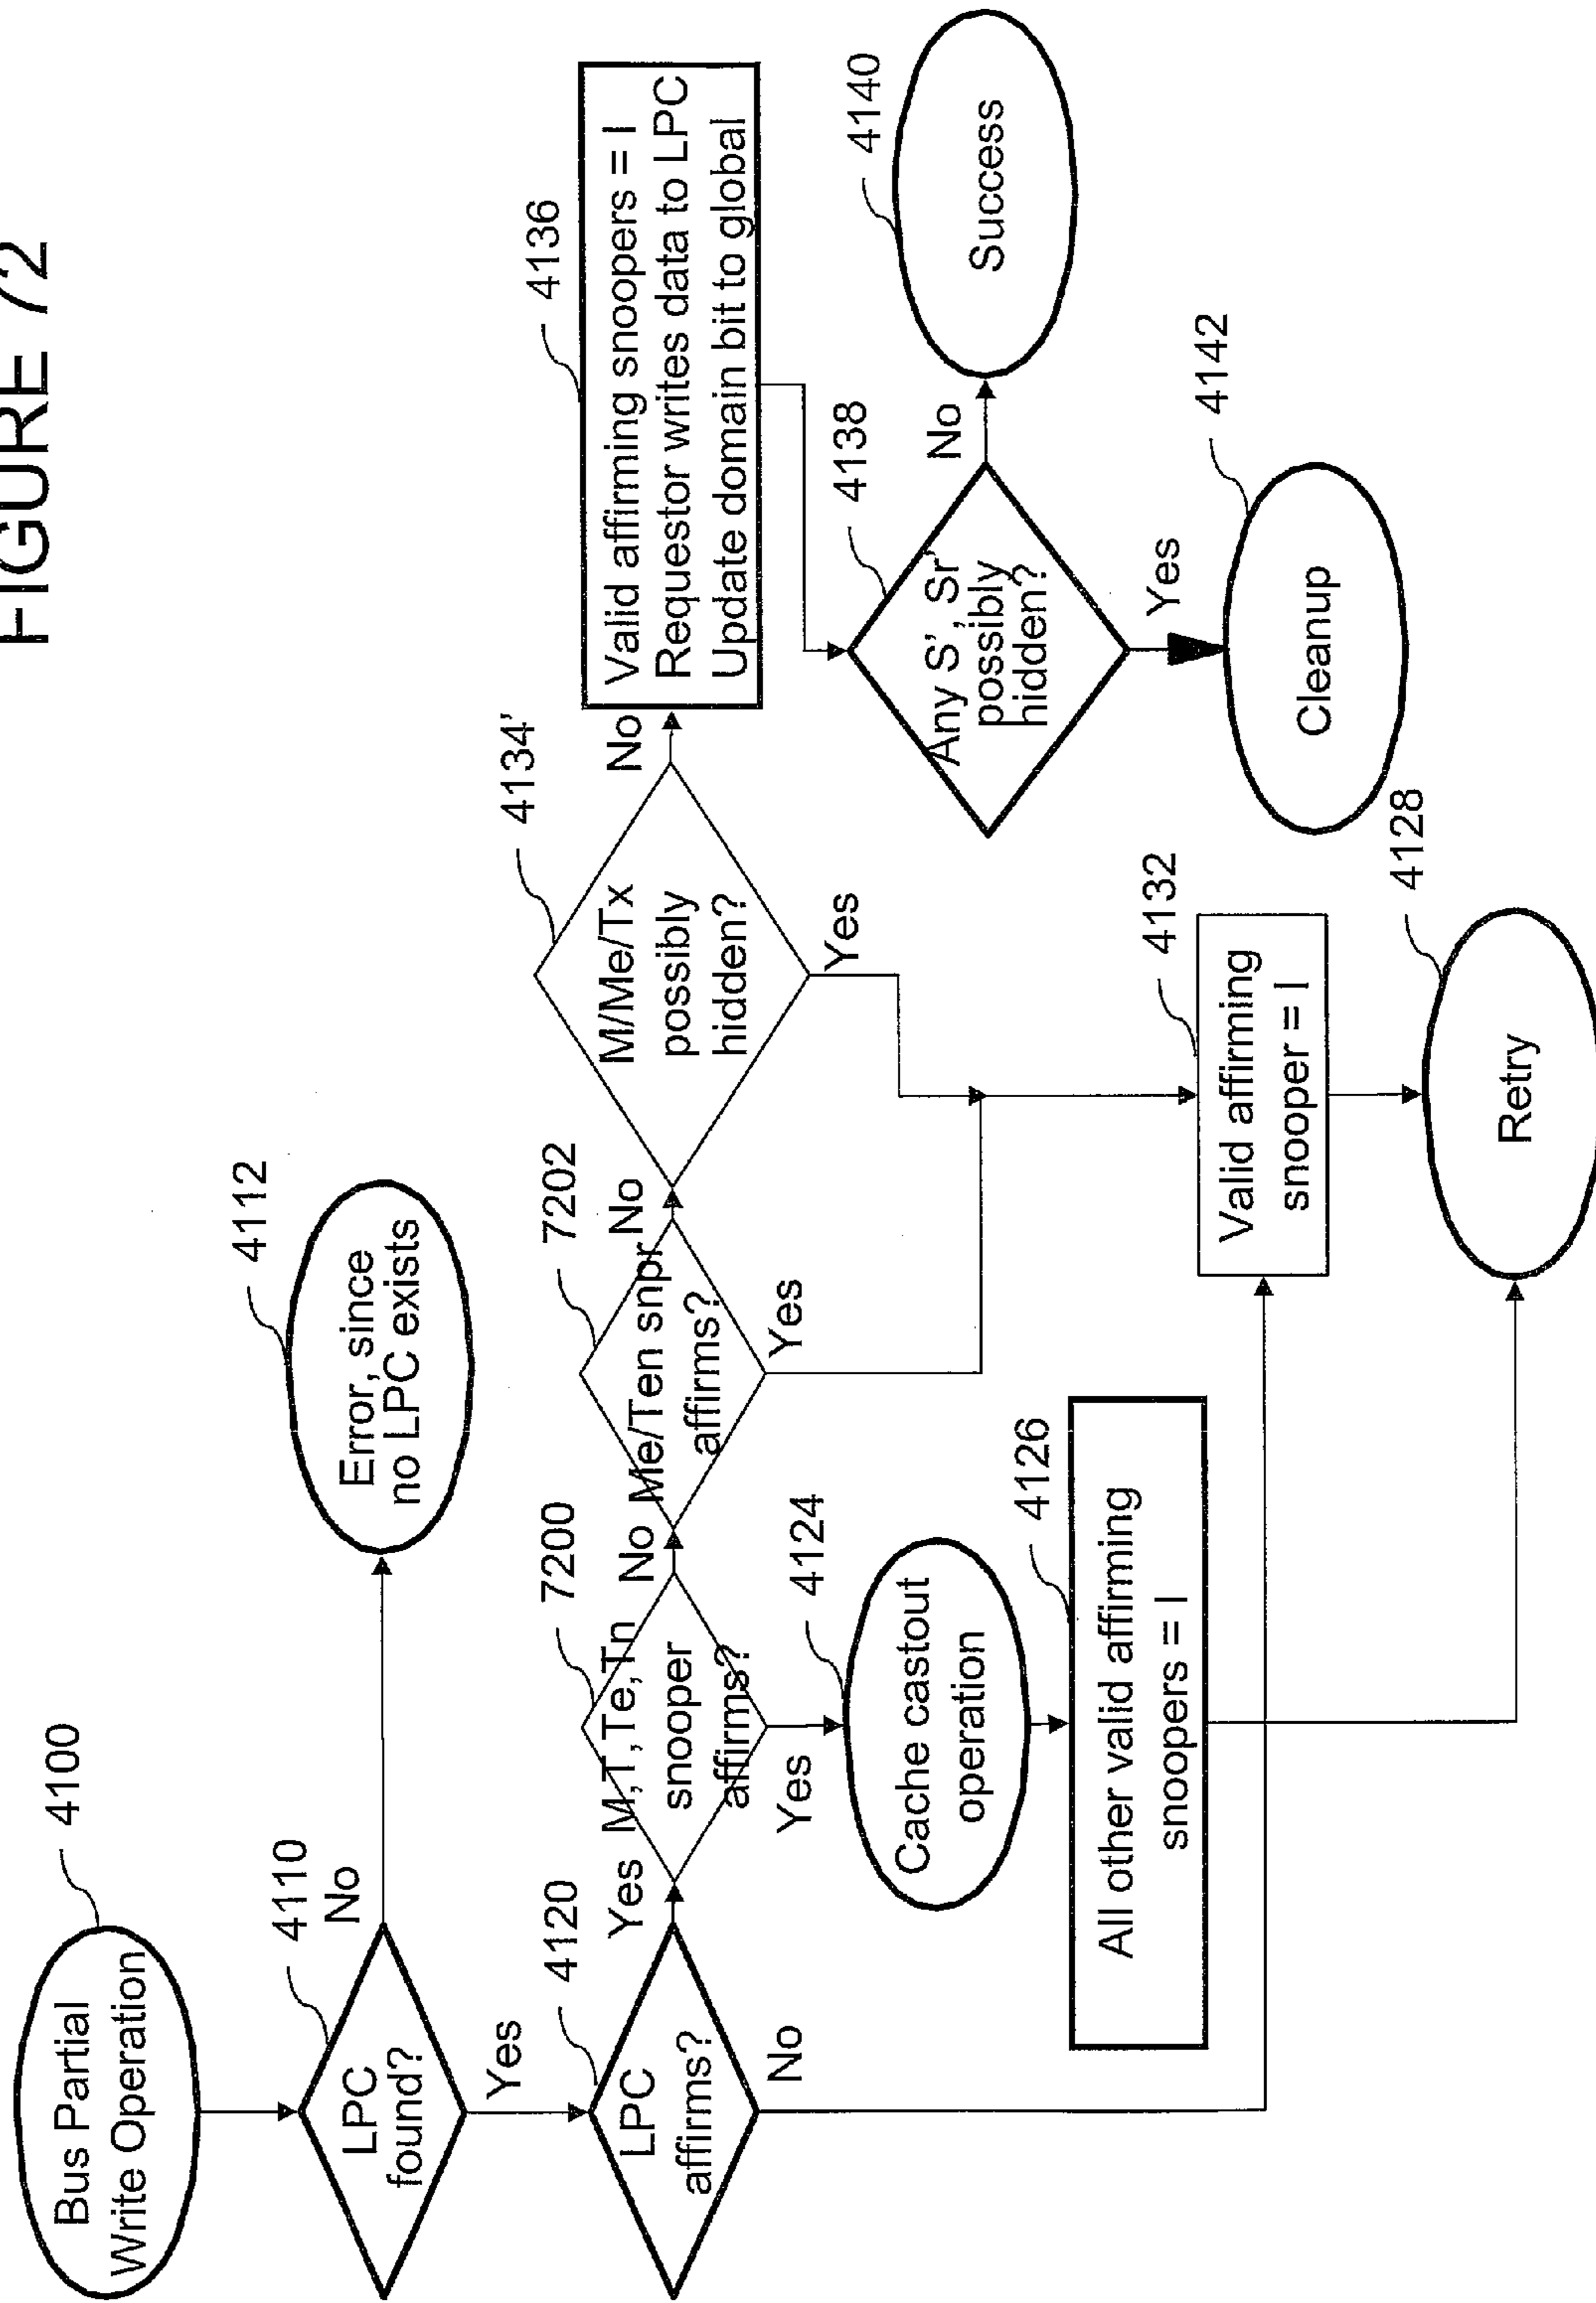 FIGURE 72
4100
Bus Partial
Write Operation
4110
LPC
found?
No
Yes
4112
Error, since
no LPC exists
4120
LPC
affirms?
Yes
No
7200
M,T,Te,Tn
snooper
affirms?
No
Yes
7202
Me/Ten snpr
affirms?
No
Yes
4134'
M/Me/Tx
possibly
hidden?
No
Yes
4136
Valid affirming snoopers = I
Requestor writes data to LPC
Update domain bit to global
4138
Any S', Sr'
possibly
hidden?
No
Yes
4140
Success
4142
Cleanup
4124
Cache castout
operation
4126
All other valid affirming
snoopers = I
4132
Valid affirming
snooper = I
4128
Retry